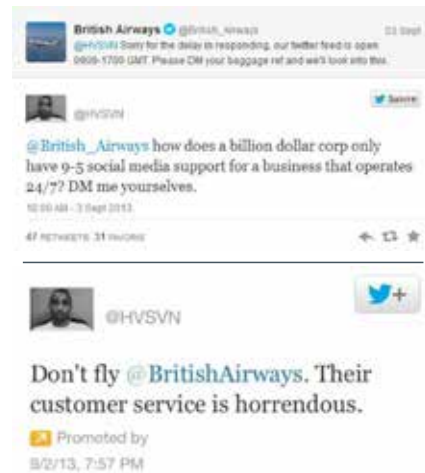 British Airways @British_Airways 03 Sept
@HVSVN Sorry for the delay in responding, our twitter feed is open
0900-1700 GMT. Please DM your baggage ref and we'll look into this.
@HVSVN
@British_Airways how does a billion dollar corp only
have 9-5 social media support for a business that operates
24/7? DM me yourselves.
10:00 AM - 3 Sept 2013
47 RETWEETS 31
@HVSVN
Don't fly @BritishAirways. Their
customer service is horrendous.
Promoted by
9/2/13, 7:57 PM